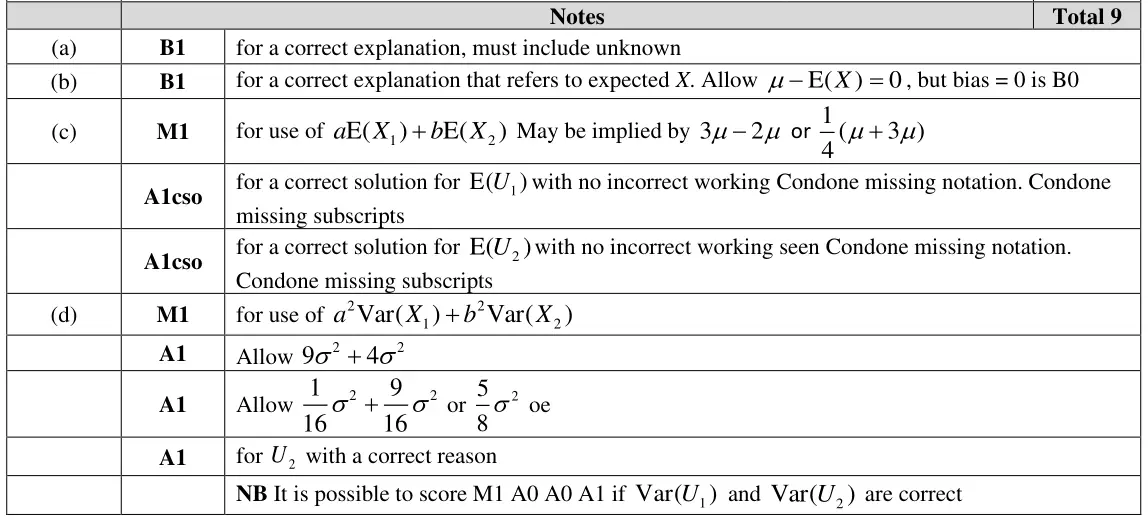 Notes Total 9
(a) B1 for a correct explanation, must include unknown
(b) B1 for a correct explanation that refers to expected X. Allow μ − E(X) = 0, but bias = 0 is B0
(c) M1 for use of aE(X₁) + bE(X₂) May be implied by 3μ − 2μ or 1/4(μ + 3μ)
A1cso for a correct solution for E(U₁) with no incorrect working Condone missing notation. Condone
missing subscripts
A1cso for a correct solution for E(U₂) with no incorrect working seen Condone missing notation.
Condone missing subscripts
(d) M1 for use of a²Var(X₁) + b²Var(X₂)
A1 Allow 9σ² + 4σ²
A1 Allow 1/16σ² + 9/16σ² or 5/8σ² oe
A1 for U₂ with a correct reason
NB It is possible to score M1 A0 A0 A1 if Var(U₁) and Var(U₂) are correct